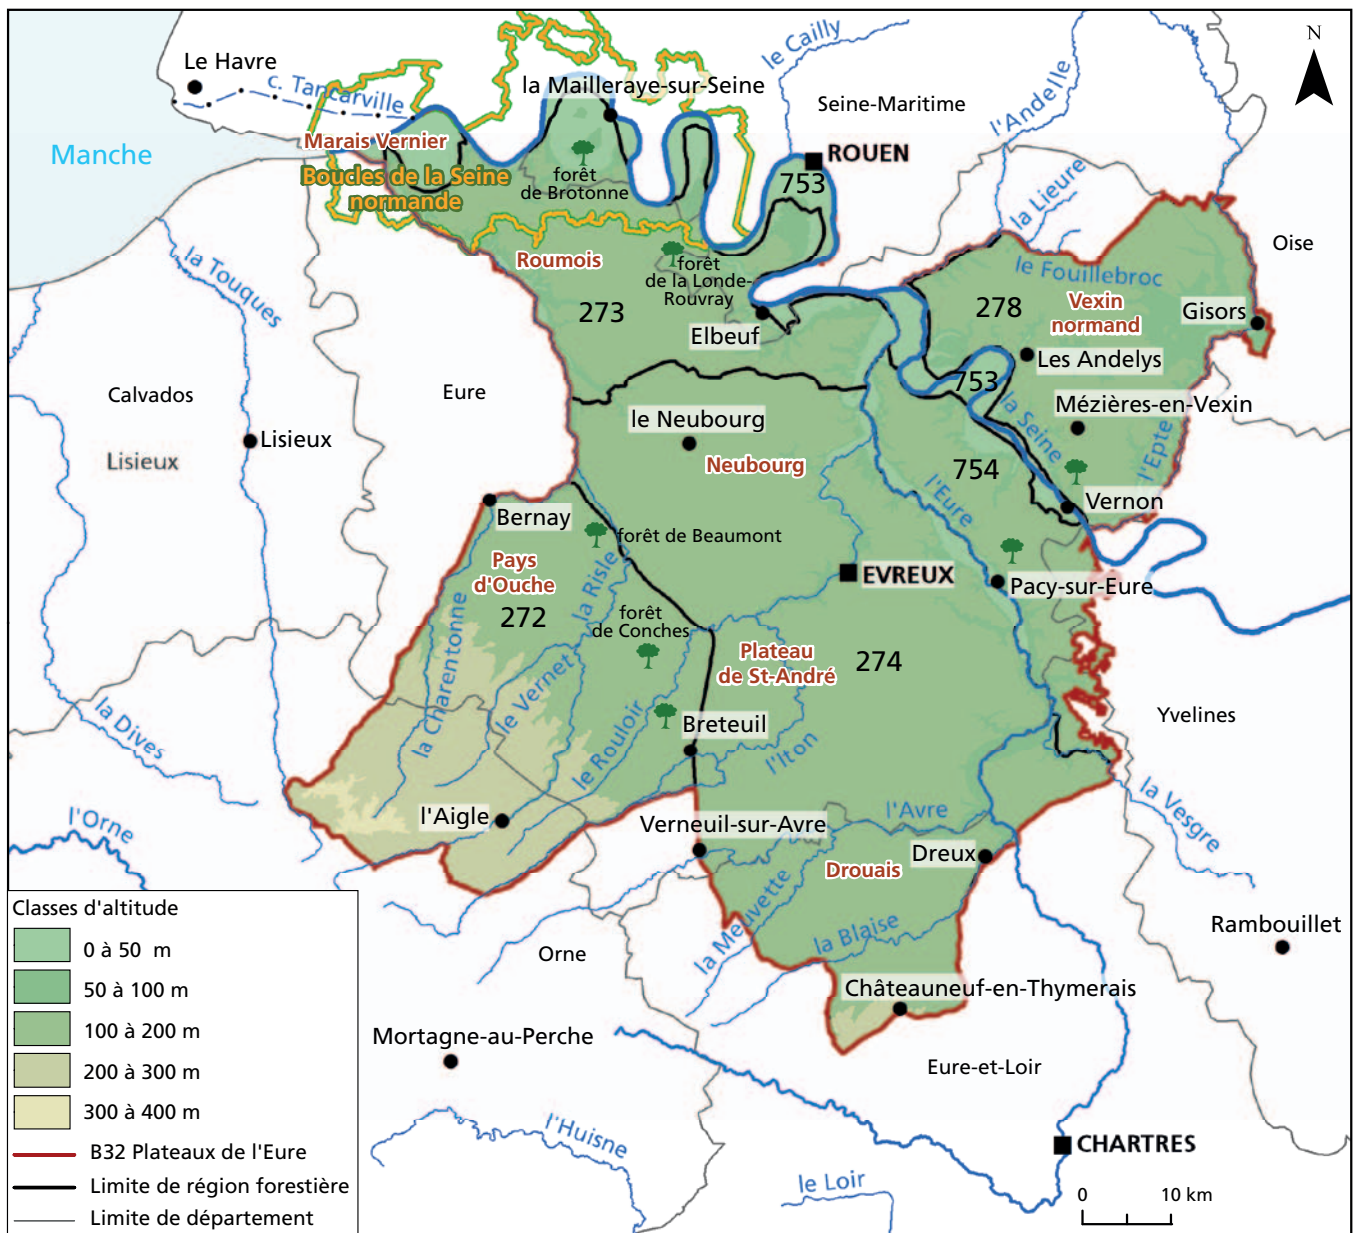 N
Le Havre
c. Tancarville
la Mailleraye-sur-Seine
le Cailly
Seine-Maritime
l'Andelle
Manche
Marais Vernier
Boucles de la Seine
normande
forêt
de Brotonne
ROUEN
753
la Lieure
Oise
la Touques
Roumois
forêt
de la Londe-
Rouvray
le Fouillebroc
273
278
Vexin
normand
Gisors
Elbeuf
Les Andelys
753
Calvados
Eure
Mézières-en-Vexin
le Neubourg
la Seine
Lisieux
Lisieux
Neubourg
754
l'Epte
l'Eure
Vernon
Bernay
forêt de Beaumont
Pays
d'Ouche
la Risle
EVREUX
Pacy-sur-Eure
272
forêt
de Conches
la Charentonne
le Vernet
Plateau
de St-André
274
la Dives
le Rouloir
Breteuil
l'Iton
Yvelines
l'Orne
l'Aigle
Verneuil-sur-Avre
l'Avre
la Vesgre
Dreux
Drouais
la Meuvette
la Blaise
Rambouillet
Orne
Châteauneuf-en-Thymerais
Mortagne-au-Perche
Eure-et-Loir
l'Huisne
CHARTRES
le Loir
0 10 km
Classes d'altitude
0 à 50 m
50 à 100 m
100 à 200 m
200 à 300 m
300 à 400 m
B32 Plateaux de l'Eure
Limite de région forestière
Limite de département